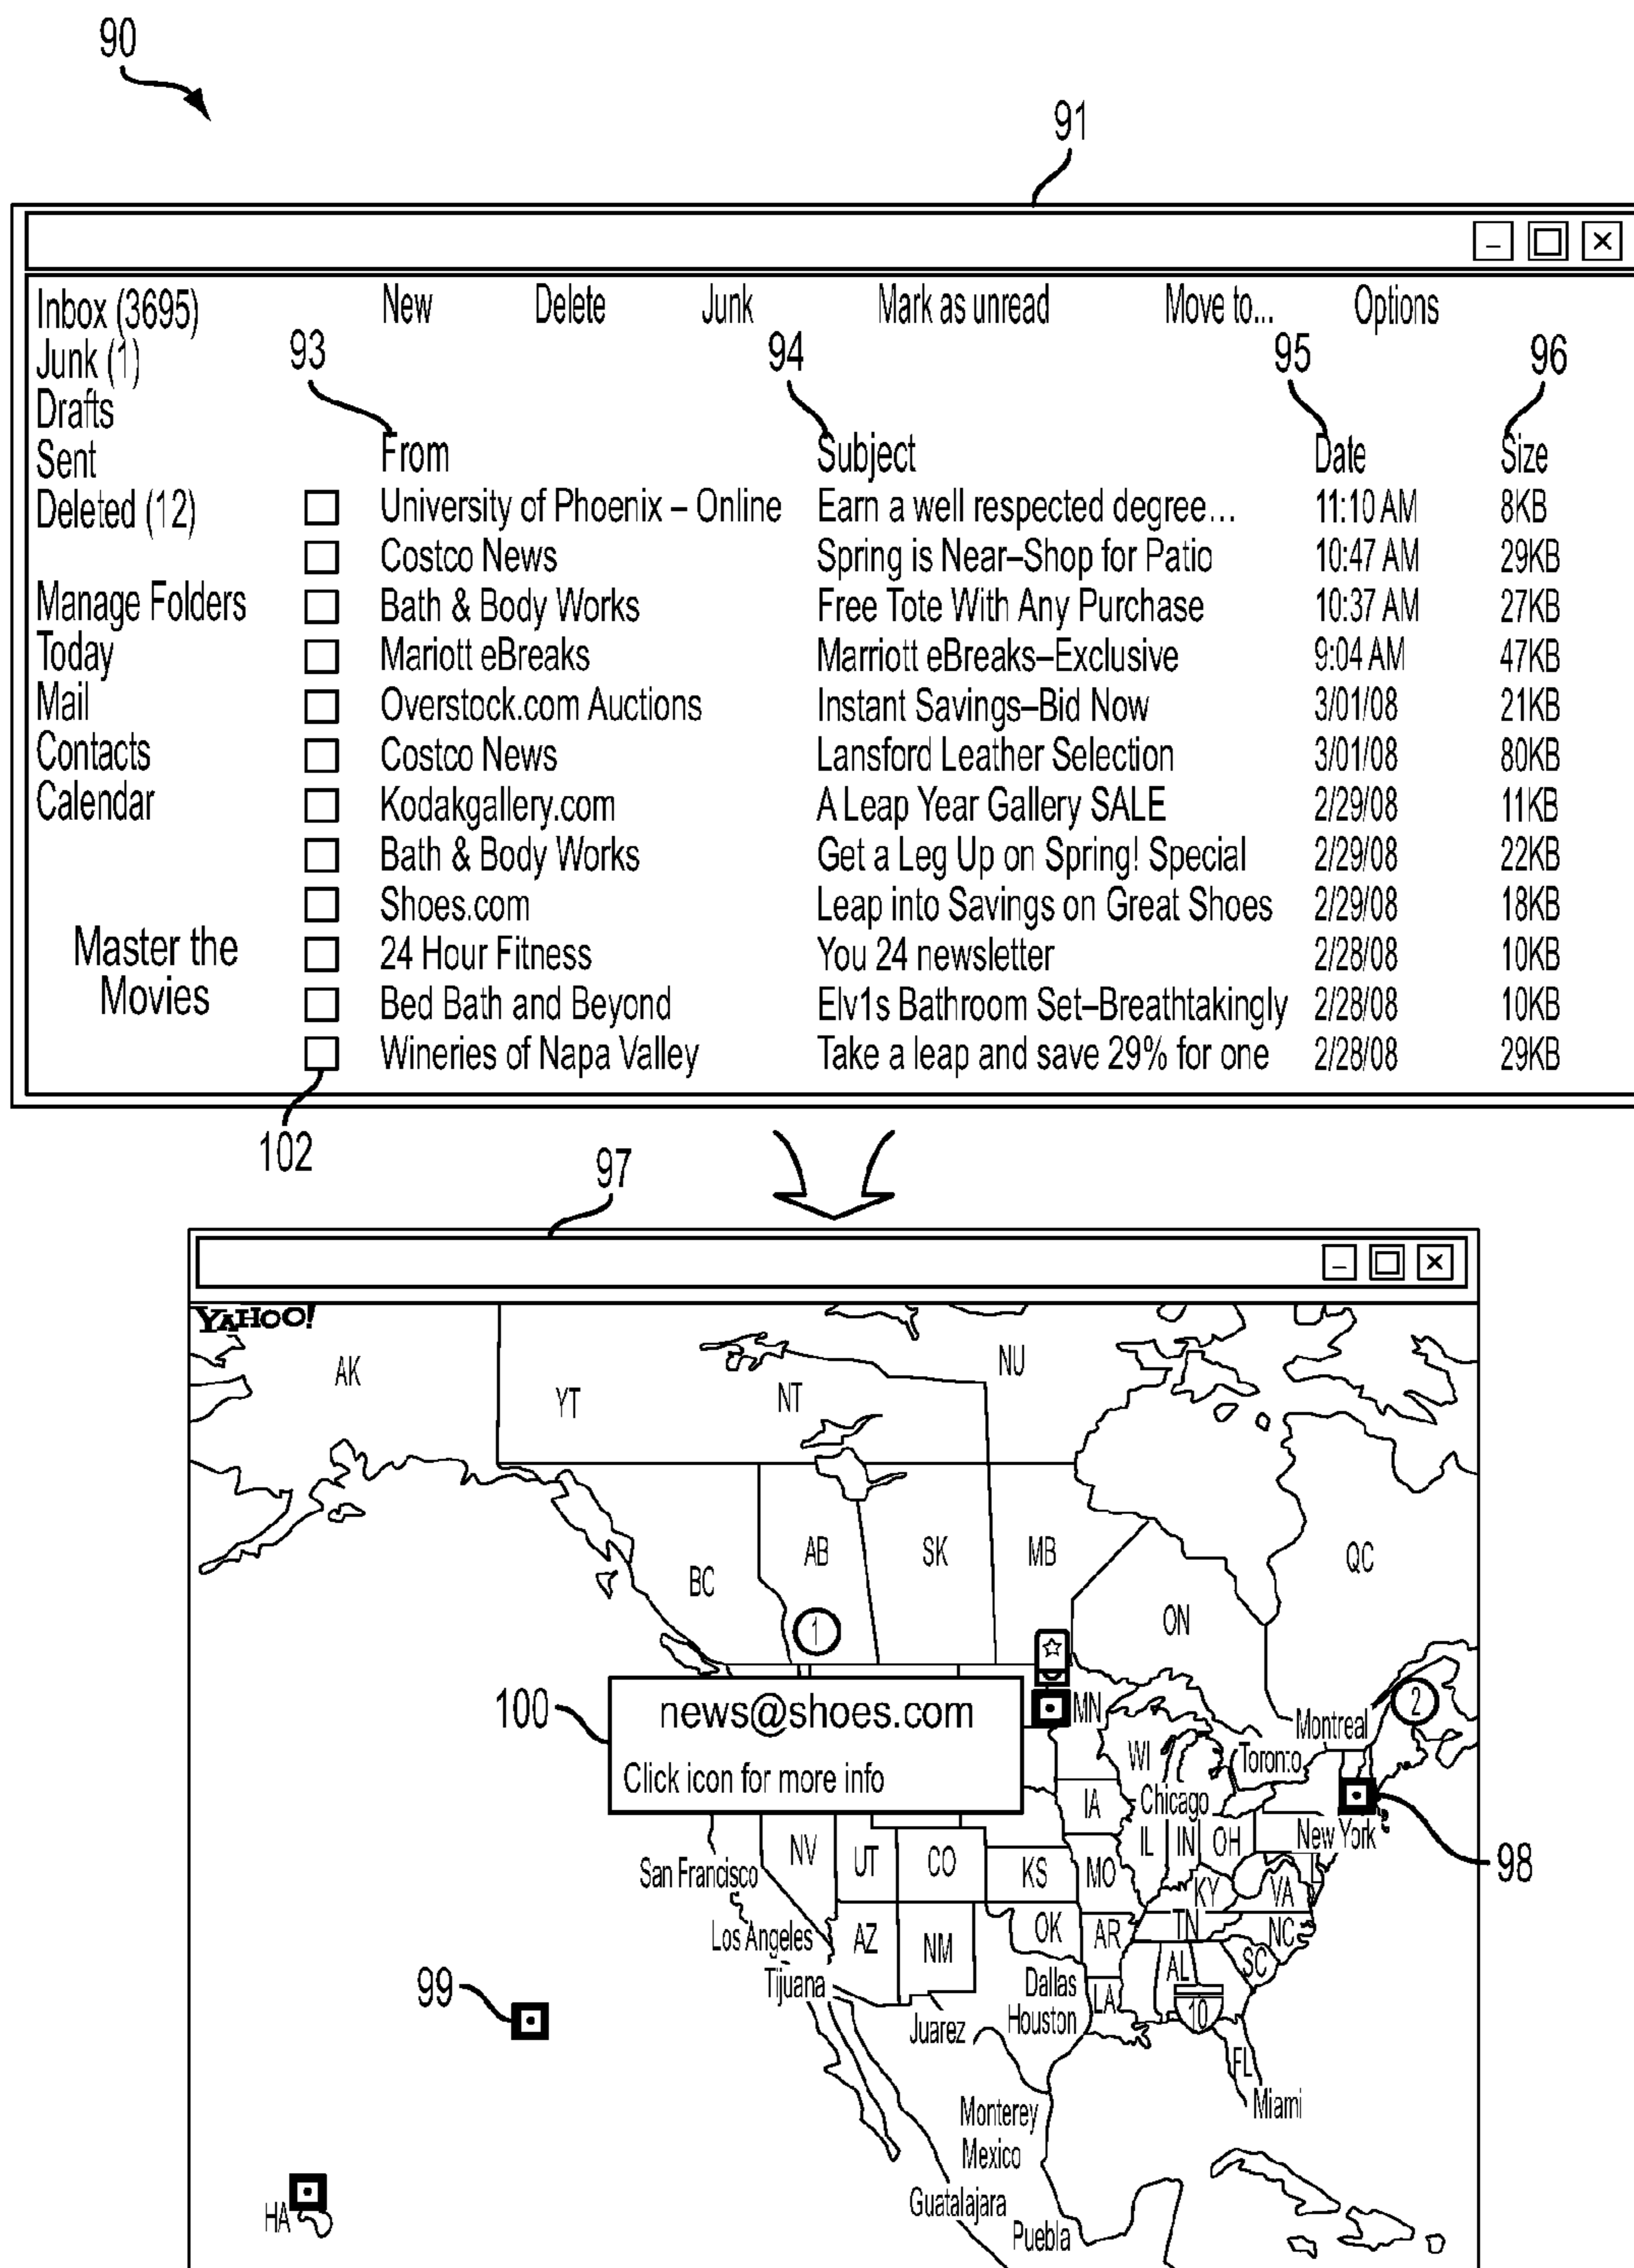 90
91
Inbox (3695) New Delete Junk Mark as unread Move to... Options
Junk (1) 93 94 95 96
Drafts
Sent From Subject Date Size
Deleted (12) University of Phoenix – Online Earn a well respected degree... 11:10 AM 8KB
Costco News Spring is Near–Shop for Patio 10:47 AM 29KB
Manage Folders Bath & Body Works Free Tote With Any Purchase 10:37 AM 27KB
Today Mariott eBreaks Marriott eBreaks–Exclusive 9:04 AM 47KB
Mail Overstock.com Auctions Instant Savings–Bid Now 3/01/08 21KB
Contacts Costco News Lansford Leather Selection 3/01/08 80KB
Calendar Kodakgallery.com A Leap Year Gallery SALE 2/29/08 11KB
Bath & Body Works Get a Leg Up on Spring! Special 2/29/08 22KB
Shoes.com Leap into Savings on Great Shoes 2/29/08 18KB
Master the 24 Hour Fitness You 24 newsletter 2/28/08 10KB
Movies Bed Bath and Beyond Elv1s Bathroom Set–Breathtakingly 2/28/08 10KB
Wineries of Napa Valley Take a leap and save 29% for one 2/28/08 29KB
102
97
YAHOO!
AK YT NT NU
BC AB SK MB ON QC
1
100 news@shoes.com MN Montreal 2
Click icon for more info WI Toronto
IA Chicago
NV UT CO KS MO IL IN OH New York 98
San Francisco KY VA
Los Angeles AZ NM OK AR TN NC
Tijuana Dallas AL SC
99 Juarez Houston LA 10
FL
Miami
Monterey
Mexico
HA Guatalajara
Puebla